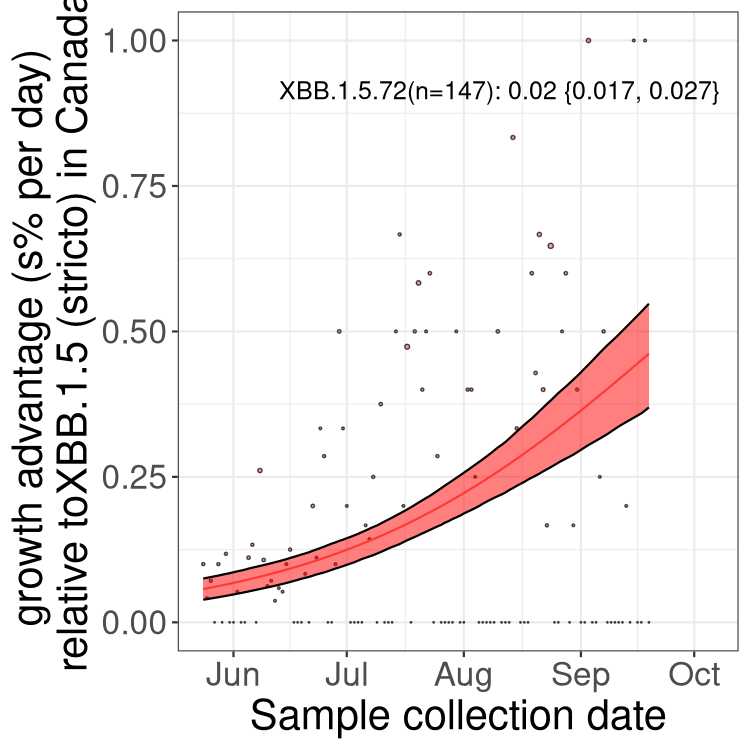 growth advantage (s% per day)
relative toXBB.1.5 (stricto) in Canada
1.00
0.75
0.50
0.25
0.00
XBB.1.5.72(n=147): 0.02 {0.017, 0.027}
Jun Jul Aug Sep Oct
Sample collection date